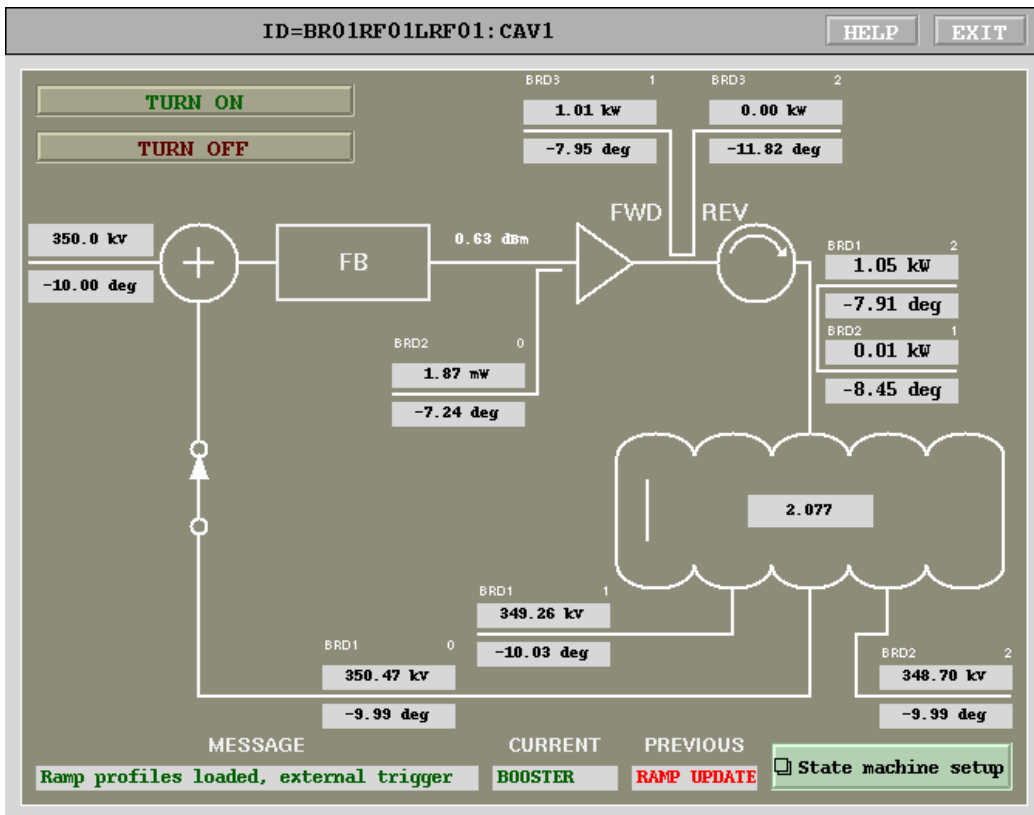 ID=BR01RF01LRF01:CAV1
HELP
EXIT
TURN ON
TURN OFF
BRD3 1
1.01 kW
-7.95 deg
BRD3 2
0.00 kW
-11.82 deg
FWD
REV
350.0 kV
-10.00 deg
FB
0.63 dBm
BRD2 0
1.87 mW
-7.24 deg
BRD1 2
1.05 kW
-7.91 deg
BRD2 1
0.01 kW
-8.45 deg
2.077
BRD1 1
349.26 kV
-10.03 deg
BRD1 0
350.47 kV
-9.99 deg
BRD2 2
348.70 kV
-9.99 deg
MESSAGE
CURRENT
PREVIOUS
Ramp profiles loaded, external trigger
BOOSTER
RAMP UPDATE
State machine setup